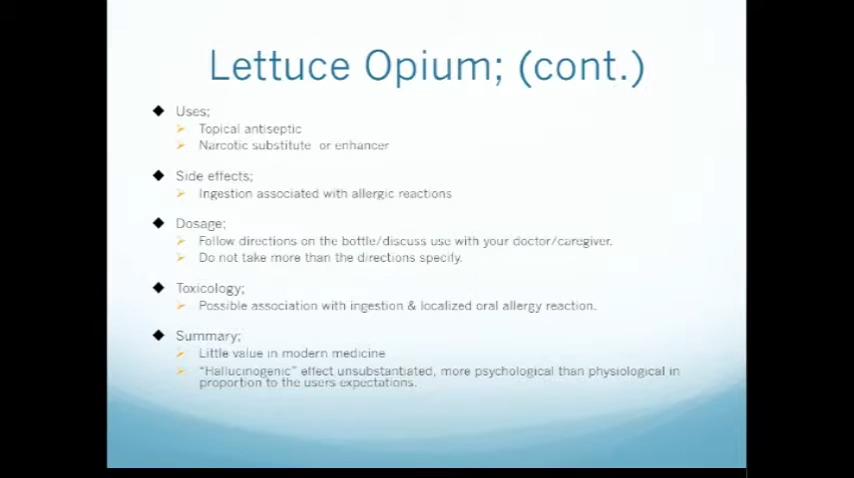 Lettuce Opium; (cont.)
Uses;
Topical antiseptic
Narcotic substitute or enhancer
Side effects;
Ingestion associated with allergic reactions
Dosage;
Follow directions on the bottle/discuss use with your doctor/caregiver.
Do not take more than the directions specify.
Toxicology;
Possible association with ingestion & localized oral allergy reaction.
Summary;
Little value in modern medicine
“Hallucinogenic” effect unsubstantiated, more psychological than physiological in
proportion to the users expectations.